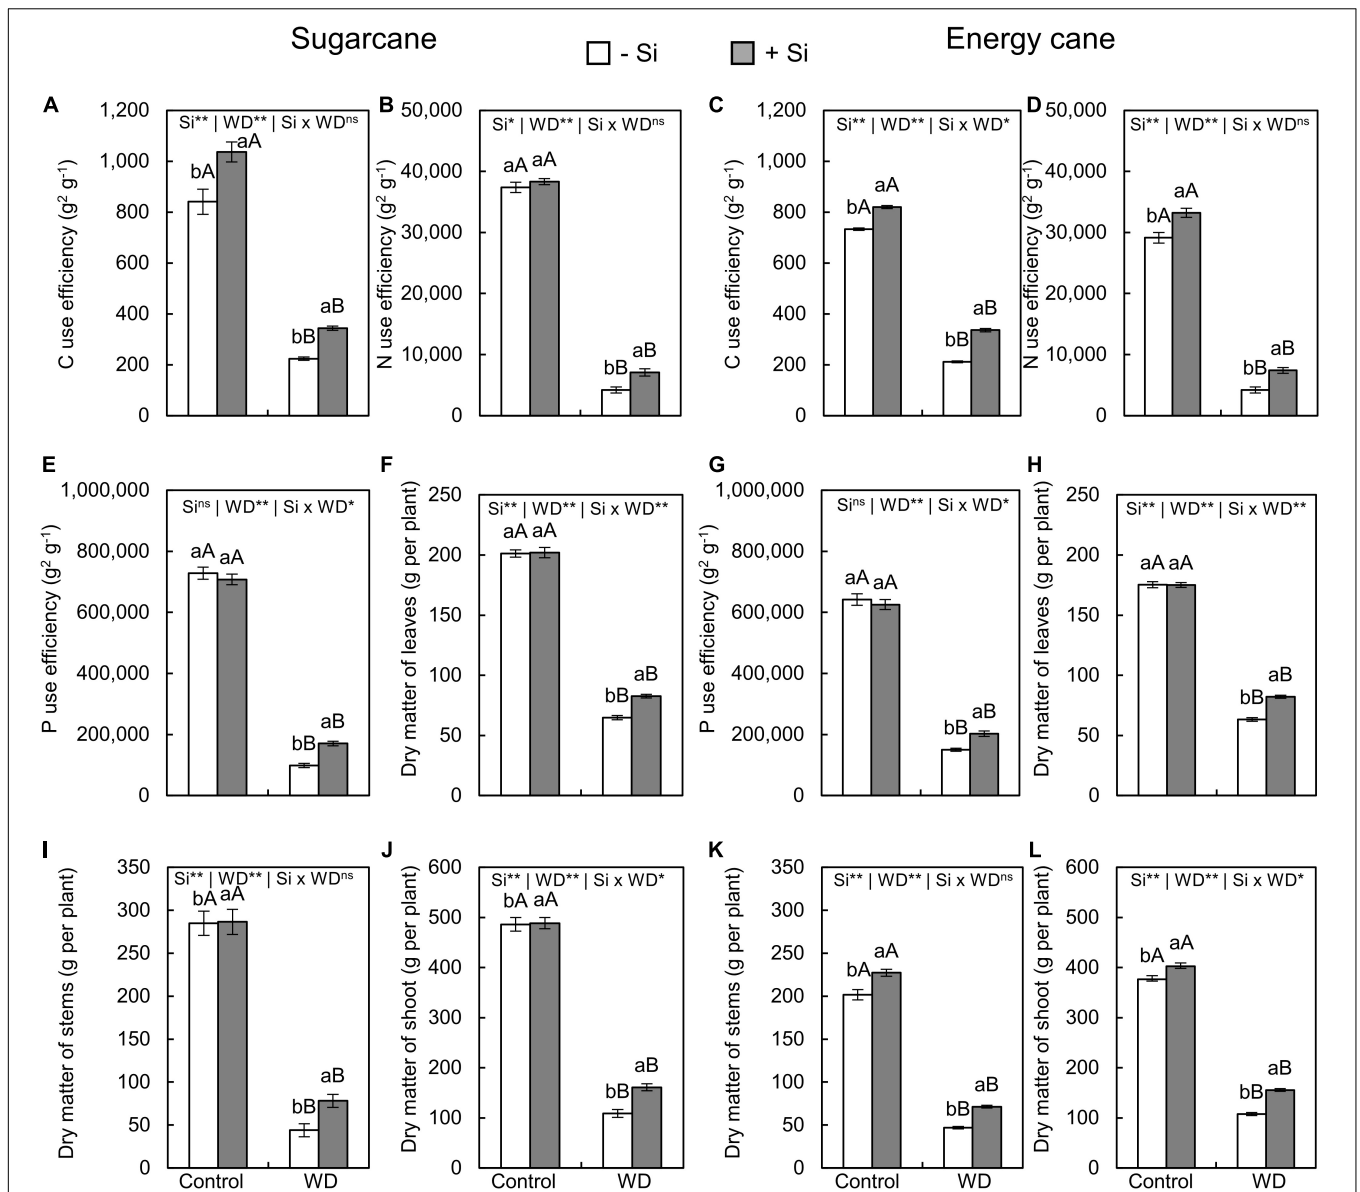 Sugarcane
- Si
+ Si
Energy cane
A
C use efficiency (g² g⁻¹)
1,200
1,000
800
600
400
200
0
Si** | WD** | Si x WDⁿˢ
bA
aA
bB
aB
B
N use efficiency (g² g⁻¹)
50,000
40,000
30,000
20,000
10,000
0
Si* | WD** | Si x WDⁿˢ
aA aA
bB
aB
C
C use efficiency (g² g⁻¹)
1,200
1,000
800
600
400
200
0
Si** | WD** | Si x WD*
bA
aA
bB
aB
D
N use efficiency (g² g⁻¹)
50,000
40,000
30,000
20,000
10,000
0
Si** | WD** | Si x WDⁿˢ
bA
aA
bB
aB
E
P use efficiency (g² g⁻¹)
1,000,000
800,000
600,000
400,000
200,000
0
Siⁿˢ | WD** | Si x WD*
aA aA
bB
aB
F
Dry matter of leaves (g per plant)
250
200
150
100
50
0
Si** | WD** | Si x WD**
aA aA
bB
aB
G
P use efficiency (g² g⁻¹)
1,000,000
800,000
600,000
400,000
200,000
0
Siⁿˢ | WD** | Si x WD*
aA aA
bB
aB
H
Dry matter of leaves (g per plant)
250
200
150
100
50
0
Si** | WD** | Si x WD**
aA aA
bB
aB
I
Dry matter of stems (g per plant)
350
300
250
200
150
100
50
0
Si** | WD** | Si x WDⁿˢ
bA aA
bB
aB
Control
WD
J
Dry matter of shoot (g per plant)
600
500
400
300
200
100
0
Si** | WD** | Si x WD*
bA aA
bB
aB
Control
WD
K
Dry matter of stems (g per plant)
350
300
250
200
150
100
50
0
Si** | WD** | Si x WDⁿˢ
bA
aA
bB
aB
Control
WD
L
Dry matter of shoot (g per plant)
600
500
400
300
200
100
0
Si** | WD** | Si x WD*
bA
aA
bB
aB
Control
WD